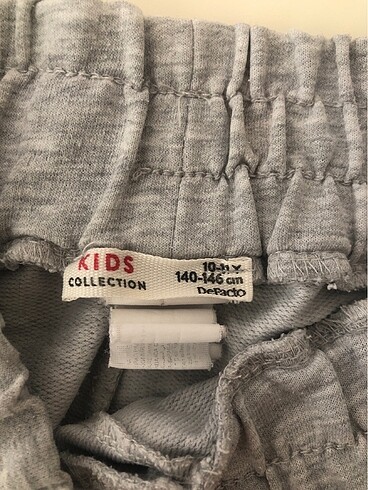 KIDS
COLLECTION
10-11 Y
140-146 cm
DeFacto